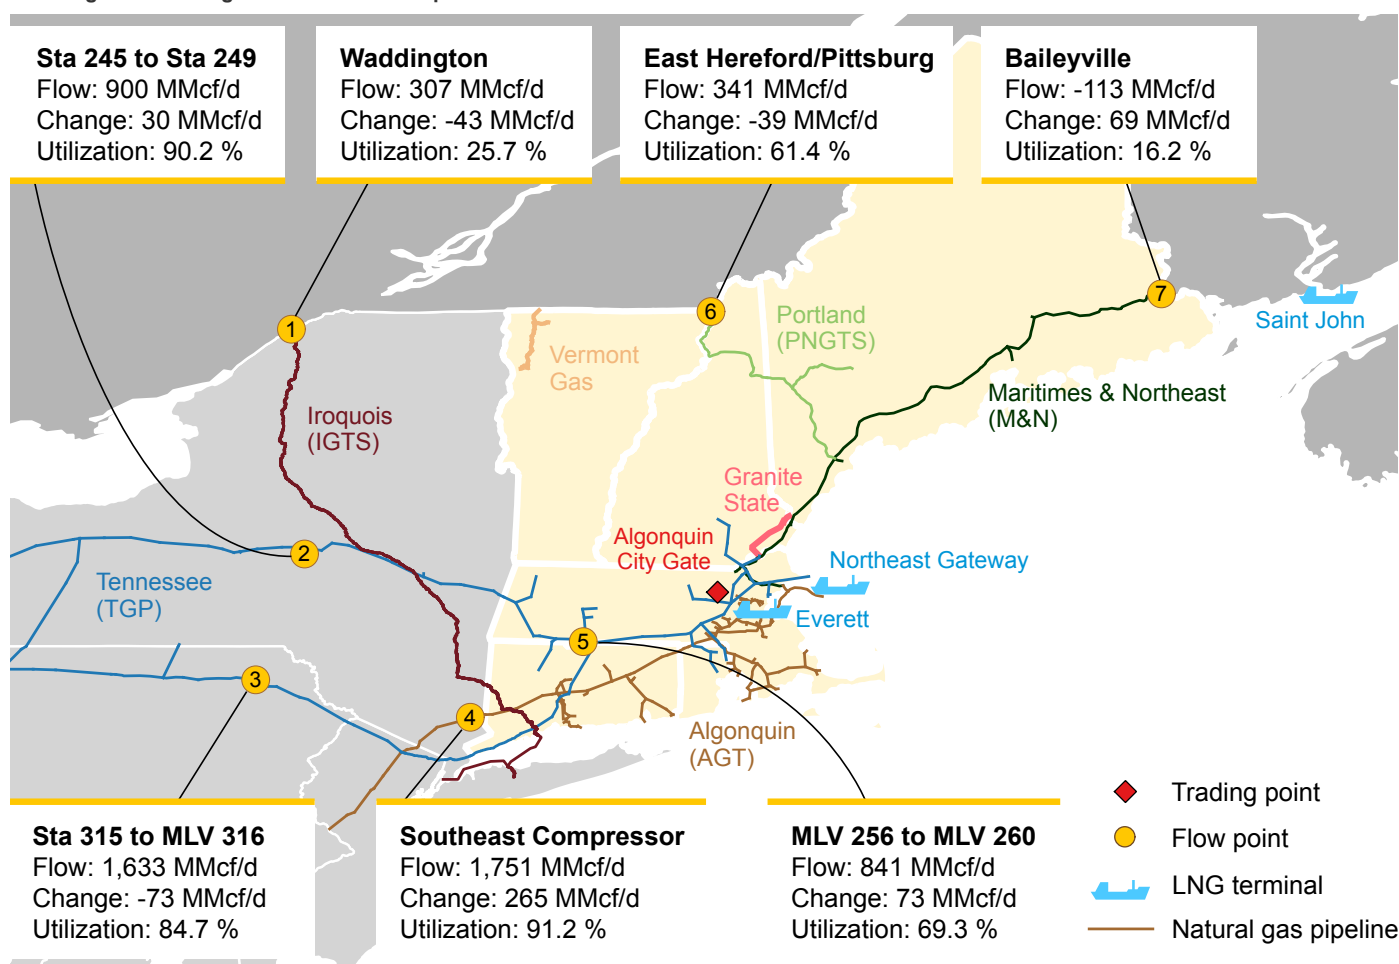 Sta 245 to Sta 249
Flow: 900 MMcf/d
Change: 30 MMcf/d
Utilization: 90.2 %
Waddington
Flow: 307 MMcf/d
Change: -43 MMcf/d
Utilization: 25.7 %
East Hereford/Pittsburg
Flow: 341 MMcf/d
Change: -39 MMcf/d
Utilization: 61.4 %
Baileyville
Flow: -113 MMcf/d
Change: 69 MMcf/d
Utilization: 16.2 %
1
6
7
Saint John
Portland
(PNGTS)
Vermont
Gas
Maritimes & Northeast
(M&N)
Iroquois
(IGTS)
Granite
State
Algonquin
City Gate
2
Northeast Gateway
Tennessee
(TGP)
Everett
5
3
4
Algonquin
(AGT)
Sta 315 to MLV 316
Flow: 1,633 MMcf/d
Change: -73 MMcf/d
Utilization: 84.7 %
Southeast Compressor
Flow: 1,751 MMcf/d
Change: 265 MMcf/d
Utilization: 91.2 %
MLV 256 to MLV 260
Flow: 841 MMcf/d
Change: 73 MMcf/d
Utilization: 69.3 %
Trading point
Flow point
LNG terminal
Natural gas pipeline